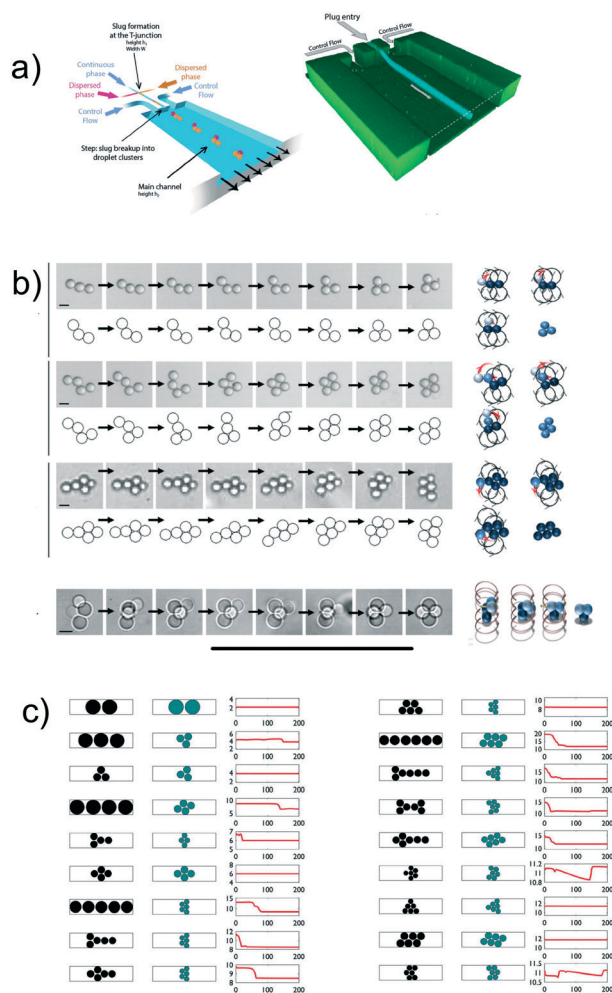 a)
Slug formation
at the T-junction
height h₁
Width W
Continuous
phase
Dispersed
phase
Dispersed
phase
Control
Flow
Control
Flow
Step: slug breakup into
droplet clusters
Main channel
height h₂
Plug entry
Control Flow
Control Flow
b)
c)
4
2
0 100 200
6
4
2
0 100 200
4
2
0 100 200
10
5
0 100 200
7
6
5
0 100 200
8
6
4
0 100 200
15
10
0 100 200
12
10
8
0 100 200
10
9
8
0 100 200
10
8
0 100 200
20
15
10
0 100 200
15
10
0 100 200
15
10
0 100 200
15
10
0 100 200
11.2
11
10.8
0 100 200
12
10
0 100 200
12
10
0 100 200
11.5
11
10.5
0 100 200